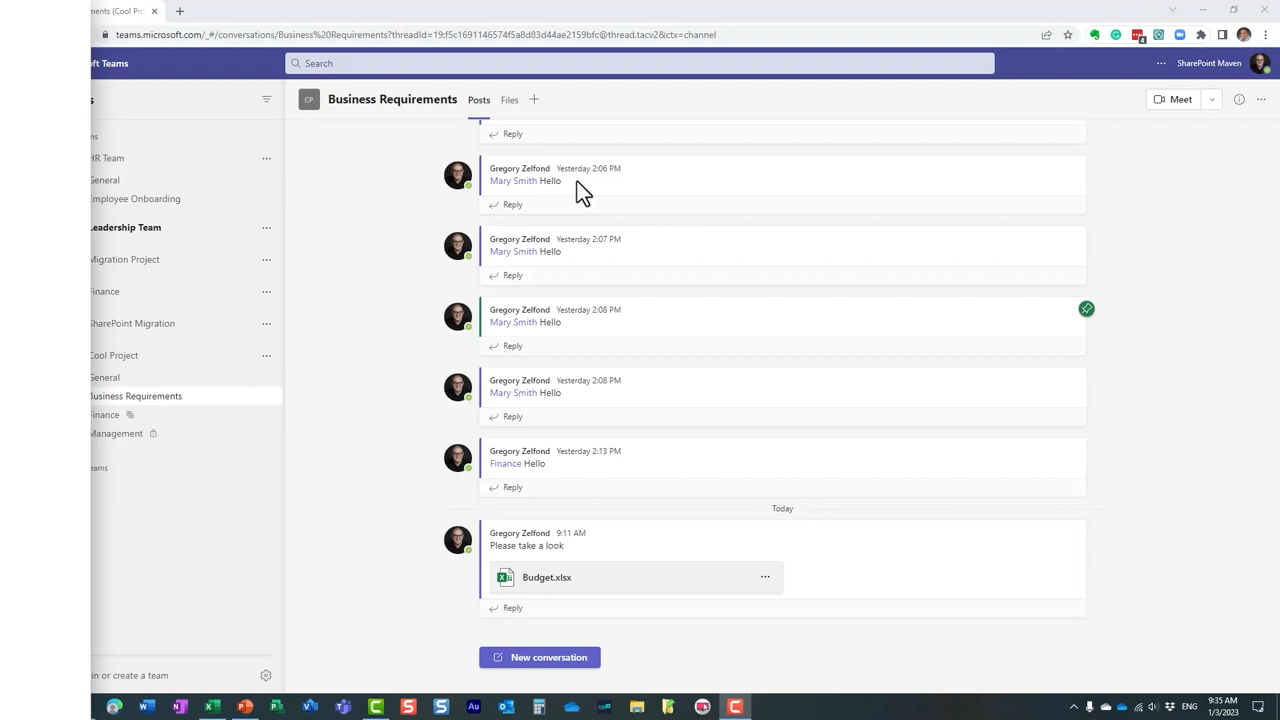 ments (Cool Pro
teams.microsoft.com/_#/conversations/Business%20Requirements?threadId=19:f5c1691146574f5a8d83d44ae2159bfc@thread.tacv2&ctx=channel
4
oft Teams
Search
SharePoint Maven
s
CP
Business Requirements
Posts
Files
Meet
ms
HR Team
General
Employee Onboarding
Leadership Team
Migration Project
Finance
SharePoint Migration
Cool Project
General
Business Requirements
Finance
Management
eams
in or create a team
Reply
Gregory Zelfond Yesterday 2:06 PM
Mary Smith Hello
Reply
Gregory Zelfond Yesterday 2:07 PM
Mary Smith Hello
Reply
Gregory Zelfond Yesterday 2:08 PM
Mary Smith Hello
Reply
Gregory Zelfond Yesterday 2:08 PM
Mary Smith Hello
Reply
Gregory Zelfond Yesterday 2:13 PM
Finance Hello
Reply
Today
Gregory Zelfond 9:11 AM
Please take a look
Budget.xlsx
Reply
New conversation
Au
ENG
9:35 AM
1/3/2023